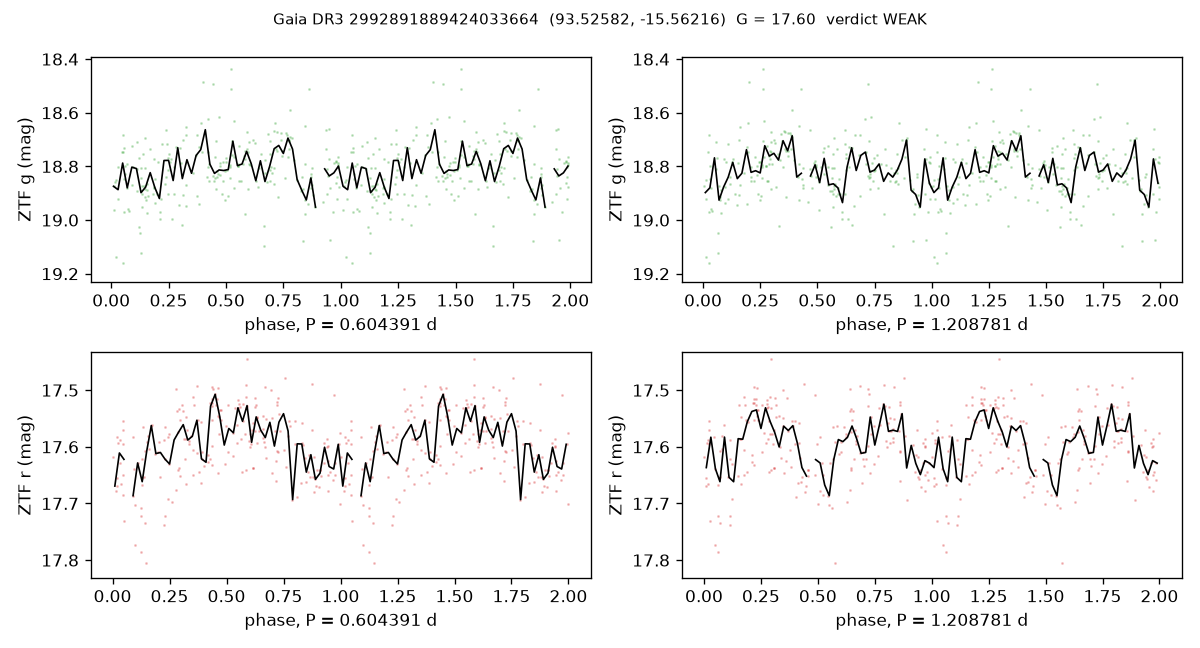 Gaia DR3 2992891889424033664 (93.52582, -15.56216) G = 17.60 verdict WEAK
18.4
18.6
18.8
19.0
19.2
ZTF g (mag)
0.00 0.25 0.50 0.75 1.00 1.25 1.50 1.75 2.00
phase, P = 0.604391 d
18.4
18.6
18.8
19.0
19.2
ZTF g (mag)
0.00 0.25 0.50 0.75 1.00 1.25 1.50 1.75 2.00
phase, P = 1.208781 d
17.5
17.6
17.7
17.8
ZTF r (mag)
0.00 0.25 0.50 0.75 1.00 1.25 1.50 1.75 2.00
phase, P = 0.604391 d
17.5
17.6
17.7
17.8
ZTF r (mag)
0.00 0.25 0.50 0.75 1.00 1.25 1.50 1.75 2.00
phase, P = 1.208781 d